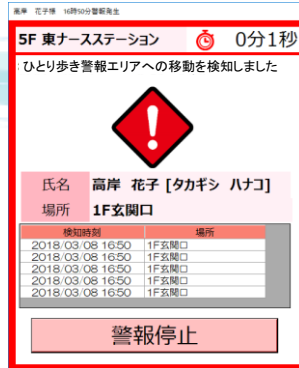 高岸 花子様 16時50分警報発生
5F 東ナースステーション 0分1秒
ひとり歩き警報エリアへの移動を検知しました
氏名 高岸 花子 [タカギシ ハナコ]
場所 1F玄関口
検知時刻 場所
2018/03/08 16:50 1F玄関口
2018/03/08 16:50 1F玄関口
2018/03/08 16:50 1F玄関口
2018/03/08 16:50 1F玄関口
2018/03/08 16:50 1F玄関口
警報停止